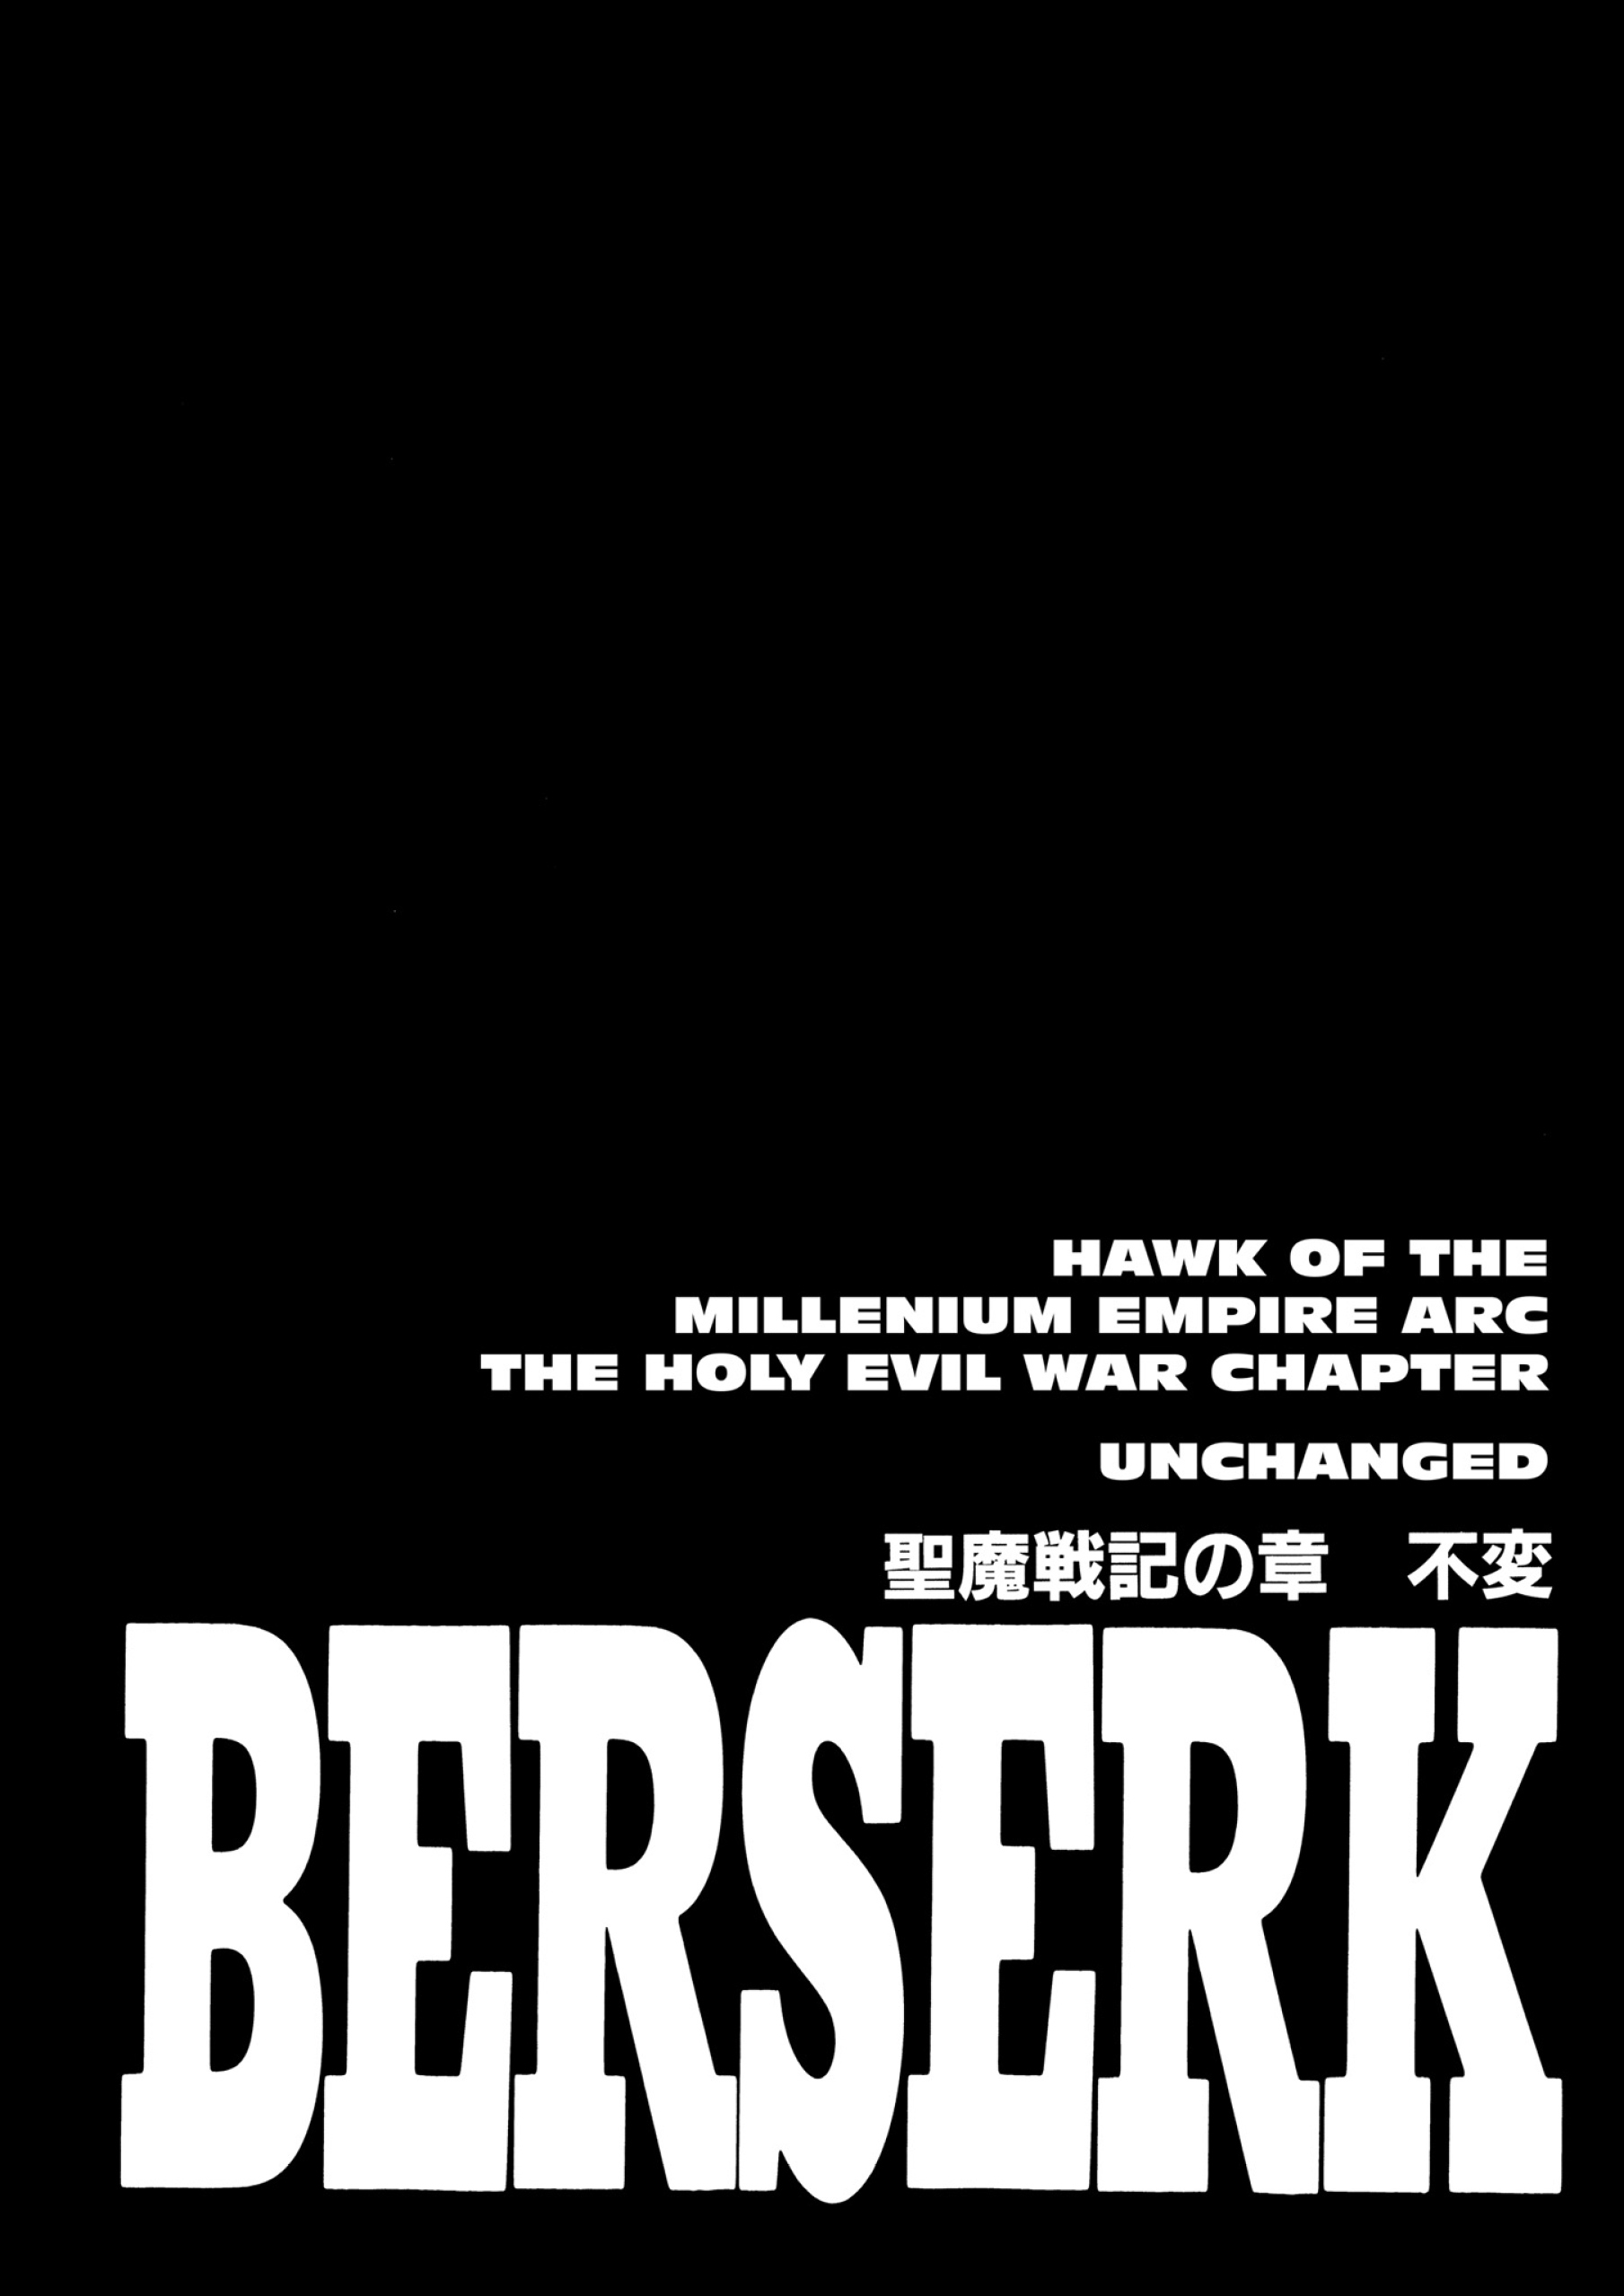 HAWK OF THE
MILLENIUM EMPIRE ARC
THE HOLY EVIL WAR CHAPTER
UNCHANGED
聖魔戦記の章　不変
BERSERK